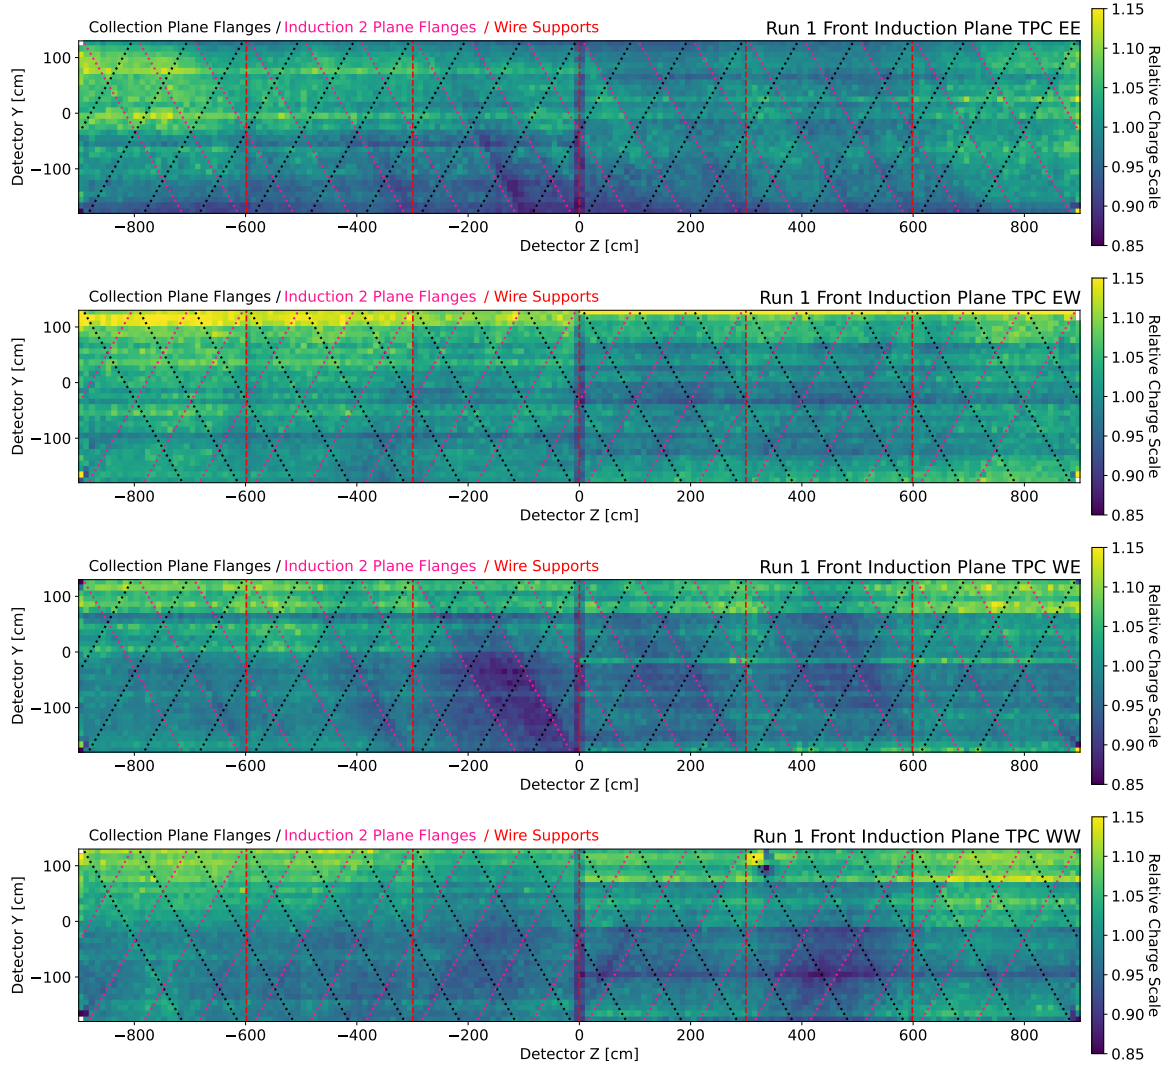 Collection Plane Flanges / Induction 2 Plane Flanges / Wire Supports Run 1 Front Induction Plane TPC EE
Detector Y [cm]
100
0
−100
−800 −600 −400 −200 0 200 400 600 800
Detector Z [cm]
1.15
1.10
1.05
1.00
0.95
0.90
0.85
Relative Charge Scale
Collection Plane Flanges / Induction 2 Plane Flanges / Wire Supports Run 1 Front Induction Plane TPC EW
Detector Y [cm]
100
0
−100
−800 −600 −400 −200 0 200 400 600 800
Detector Z [cm]
1.15
1.10
1.05
1.00
0.95
0.90
0.85
Relative Charge Scale
Collection Plane Flanges / Induction 2 Plane Flanges / Wire Supports Run 1 Front Induction Plane TPC WE
Detector Y [cm]
100
0
−100
−800 −600 −400 −200 0 200 400 600 800
Detector Z [cm]
1.15
1.10
1.05
1.00
0.95
0.90
0.85
Relative Charge Scale
Collection Plane Flanges / Induction 2 Plane Flanges / Wire Supports Run 1 Front Induction Plane TPC WW
Detector Y [cm]
100
0
−100
−800 −600 −400 −200 0 200 400 600 800
Detector Z [cm]
1.15
1.10
1.05
1.00
0.95
0.90
0.85
Relative Charge Scale